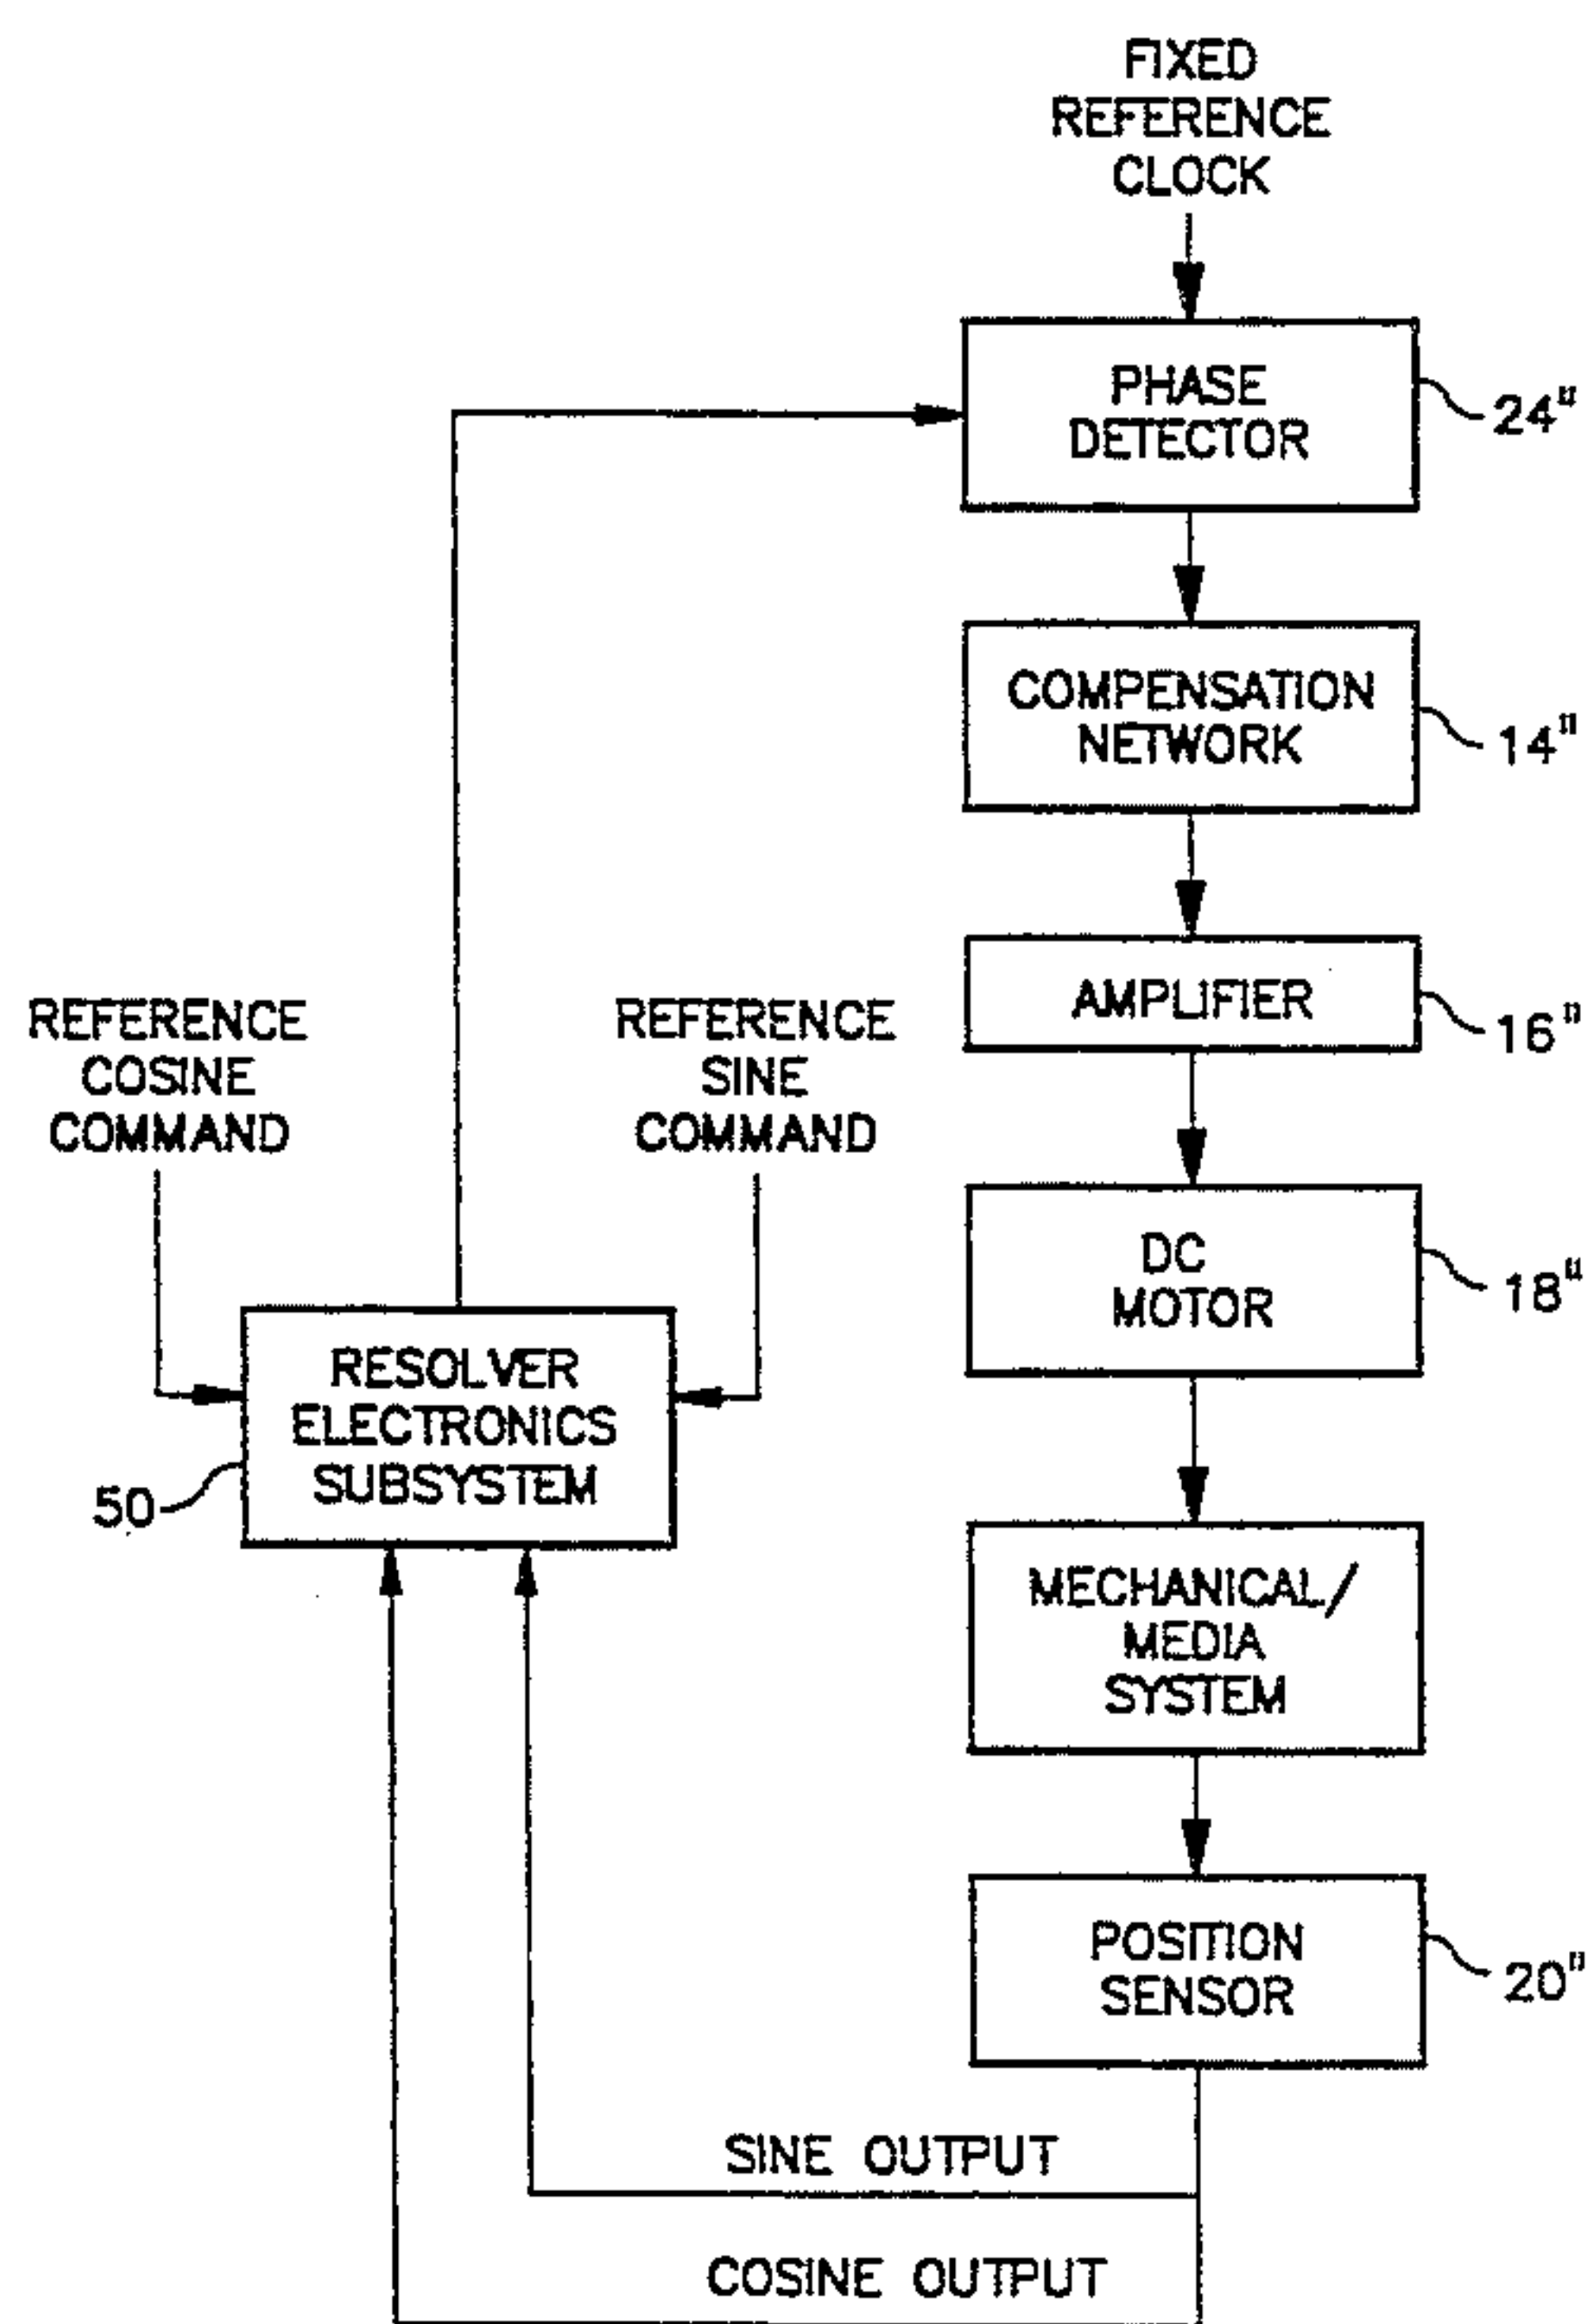 FIXED
REFERENCE
CLOCK
PHASE
DETECTOR
24"
COMPENSATION
NETWORK
14"
AMPLIFIER
16"
REFERENCE
COSINE
COMMAND
REFERENCE
SINE
COMMAND
DC
MOTOR
18"
RESOLVER
ELECTRONICS
SUBSYSTEM
50
MECHANICAL/
MEDIA
SYSTEM
POSITION
SENSOR
20"
SINE OUTPUT
COSINE OUTPUT